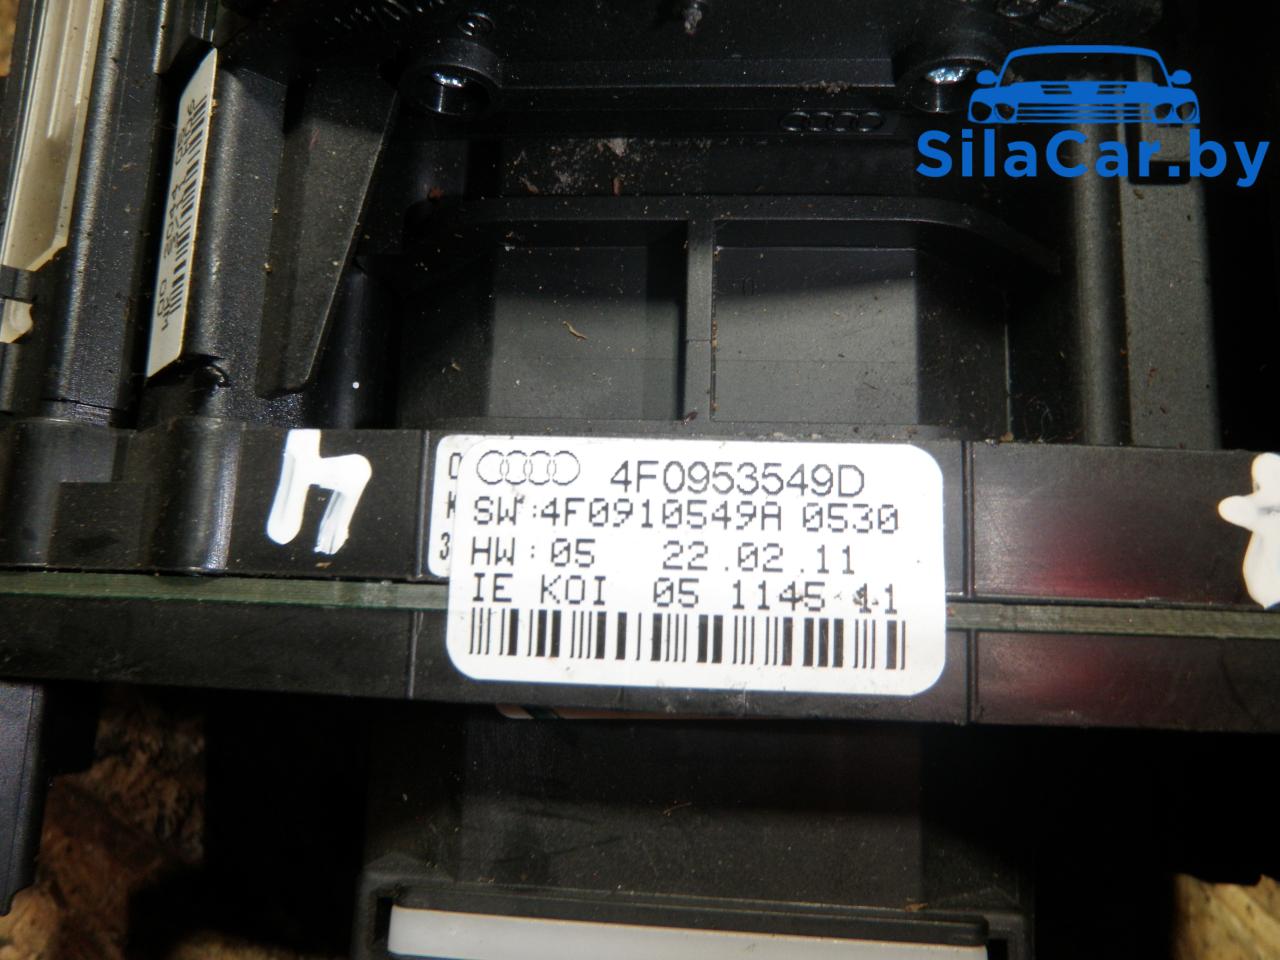 SilaCar.by
4F0953549D
SW:4F0910549A 0530
HW:05 22.02.11
IE KOI 05 1145 11